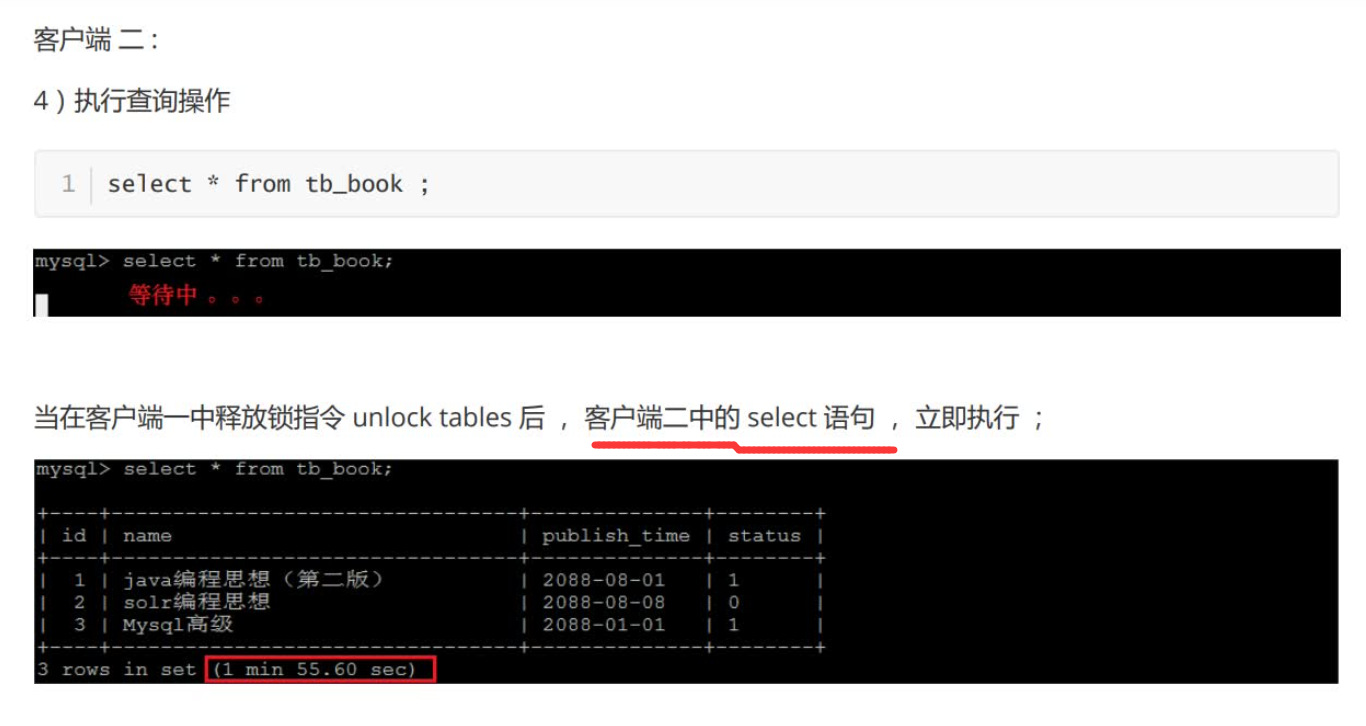 客户端 二 :
4 ) 执行查询操作
1 select * from tb_book ;
mysql> select * from tb_book;
等待中 。。。
当在客户端一中释放锁指令 unlock tables 后 ， 客户端二中的 select 语句 ， 立即执行 ；
mysql> select * from tb_book;
+----+----------------------------------+--------------+--------+
| id | name | publish_time | status |
+----+----------------------------------+--------------+--------+
| 1 | java编程思想（第二版） | 2088-08-01 | 1 |
| 2 | solr编程思想 | 2088-08-08 | 0 |
| 3 | Mysql高级 | 2088-01-01 | 1 |
+----+----------------------------------+--------------+--------+
3 rows in set (1 min 55.60 sec)